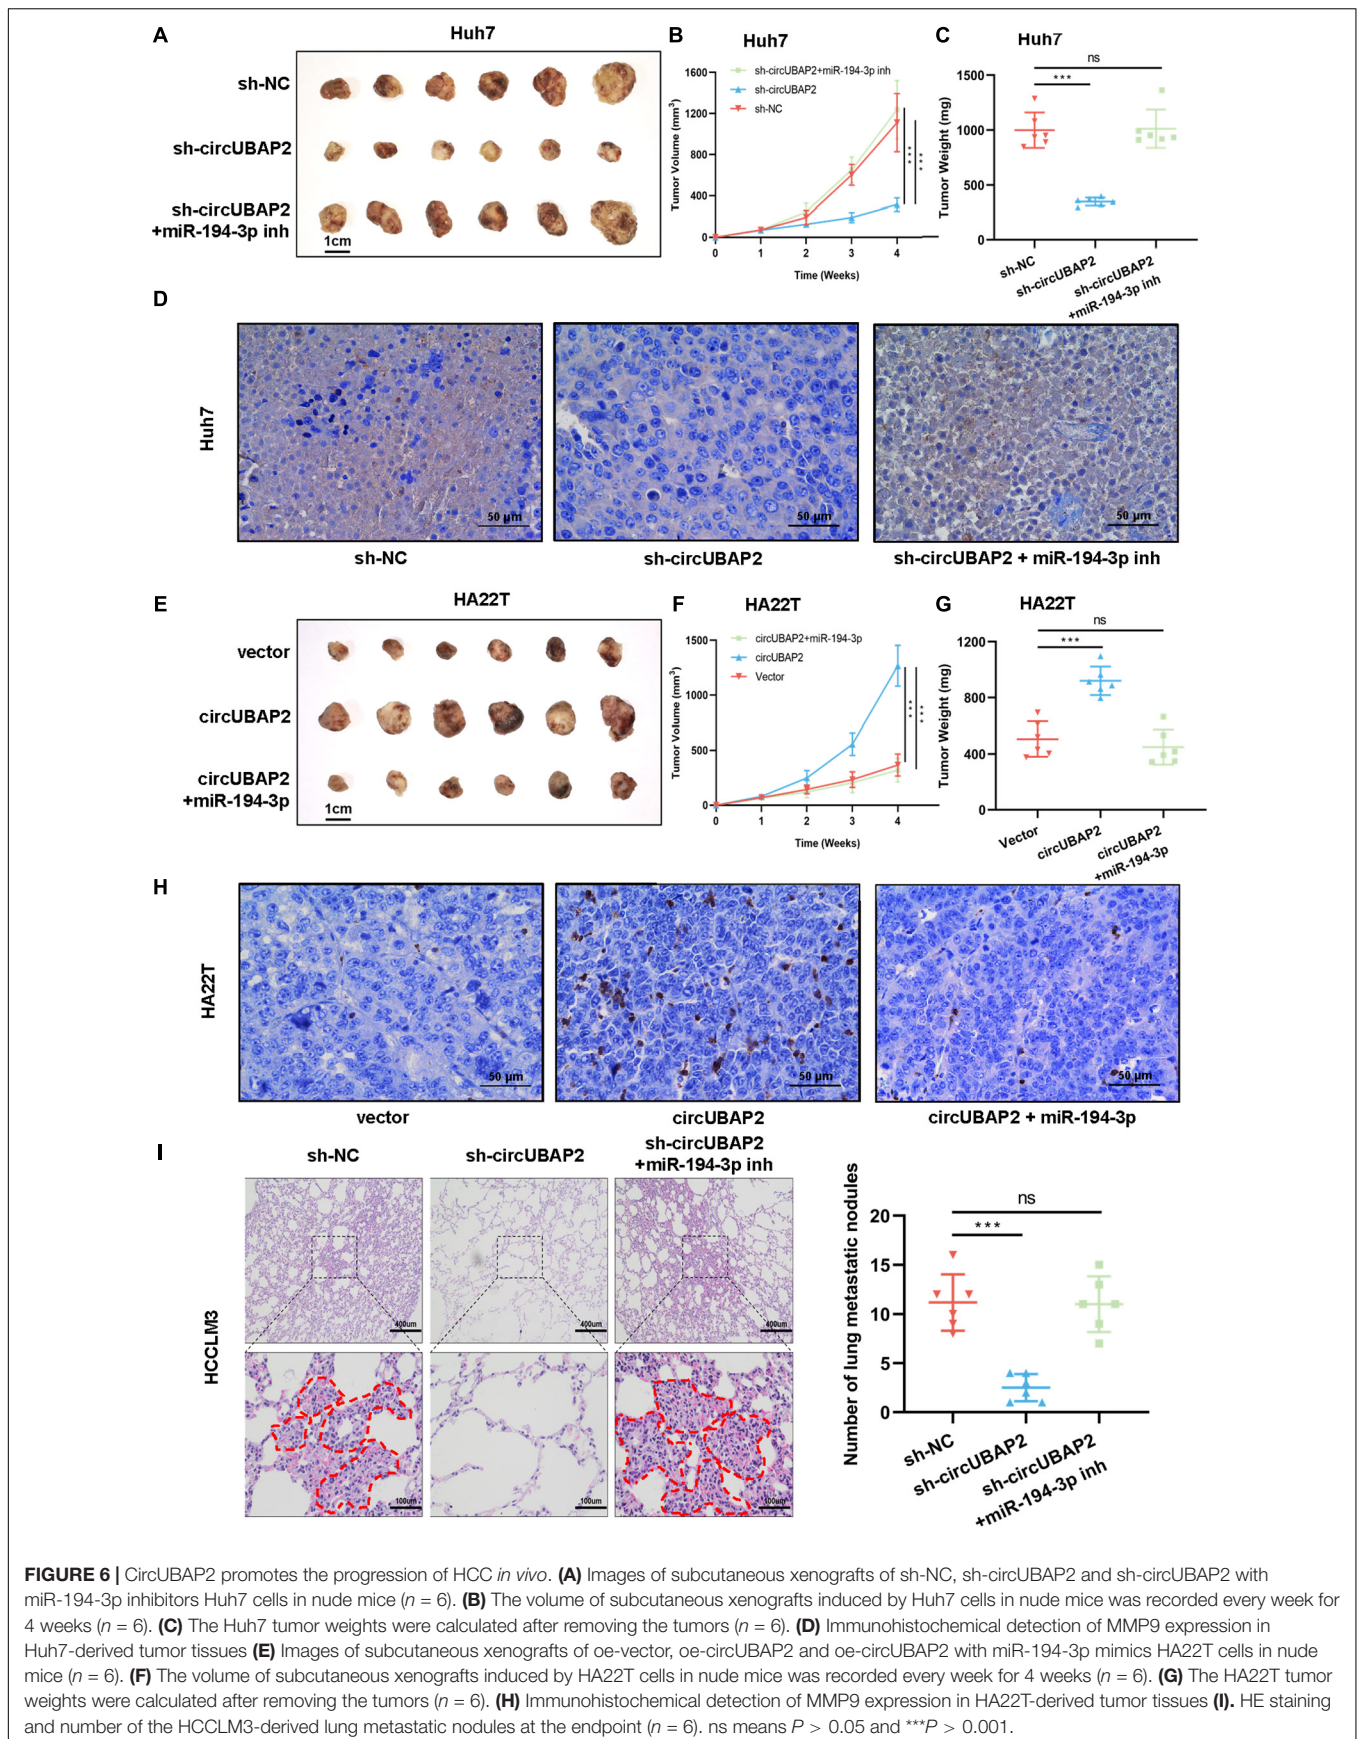 A
Huh7
sh-NC
sh-circUBAP2
sh-circUBAP2
+miR-194-3p inh
1cm
B
Huh7
sh-circUBAP2+miR-194-3p inh
sh-circUBAP2
sh-NC
Tumor Volume (mm³)
1600
1200
800
400
0
0 1 2 3 4
Time (Weeks)
***
***
C
Huh7
ns
***
Tumor Weight (mg)
1500
1000
500
0
sh-NC
sh-circUBAP2
sh-circUBAP2
+miR-194-3p inh
D
Huh7
50 µm
50 µm
50 µm
sh-NC
sh-circUBAP2
sh-circUBAP2 + miR-194-3p inh
E
HA22T
vector
circUBAP2
circUBAP2
+miR-194-3p
1cm
F
HA22T
circUBAP2+miR-194-3p
circUBAP2
Vector
Tumor Volume (mm³)
1500
1000
500
0
0 1 2 3 4
Time (Weeks)
***
***
G
HA22T
ns
***
Tumor Weight (mg)
1200
800
400
0
Vector
circUBAP2
circUBAP2
+miR-194-3p
H
HA22T
50 µm
50 µm
50 µm
vector
circUBAP2
circUBAP2 + miR-194-3p
I
sh-NC
sh-circUBAP2
sh-circUBAP2
+miR-194-3p inh
HCCLM3
400um
400um
400um
100um
100um
100um
Number of lung metastatic nodules
20
15
10
5
0
ns
***
sh-NC
sh-circUBAP2
sh-circUBAP2
+miR-194-3p inh
FIGURE 6 | CircUBAP2 promotes the progression of HCC in vivo. (A) Images of subcutaneous xenografts of sh-NC, sh-circUBAP2 and sh-circUBAP2 with
miR-194-3p inhibitors Huh7 cells in nude mice (n = 6). (B) The volume of subcutaneous xenografts induced by Huh7 cells in nude mice was recorded every week for
4 weeks (n = 6). (C) The Huh7 tumor weights were calculated after removing the tumors (n = 6). (D) Immunohistochemical detection of MMP9 expression in
Huh7-derived tumor tissues (E) Images of subcutaneous xenografts of oe-vector, oe-circUBAP2 and oe-circUBAP2 with miR-194-3p mimics HA22T cells in nude
mice (n = 6). (F) The volume of subcutaneous xenografts induced by HA22T cells in nude mice was recorded every week for 4 weeks (n = 6). (G) The HA22T tumor
weights were calculated after removing the tumors (n = 6). (H) Immunohistochemical detection of MMP9 expression in HA22T-derived tumor tissues (I). HE staining
and number of the HCCLM3-derived lung metastatic nodules at the endpoint (n = 6). ns means P > 0.05 and ***P > 0.001.